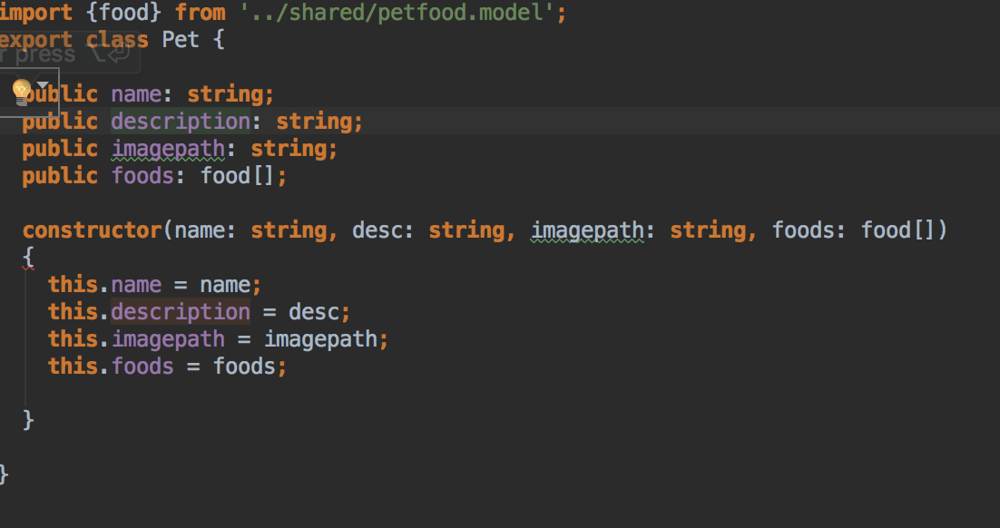 import {food} from '../shared/petfood.model';
export class Pet {
r press ⌥⏎
public name: string;
public description: string;
public imagepath: string;
public foods: food[];
constructor(name: string, desc: string, imagepath: string, foods: food[])
{
this.name = name;
this.description = desc;
this.imagepath = imagepath;
this.foods = foods;
}
}